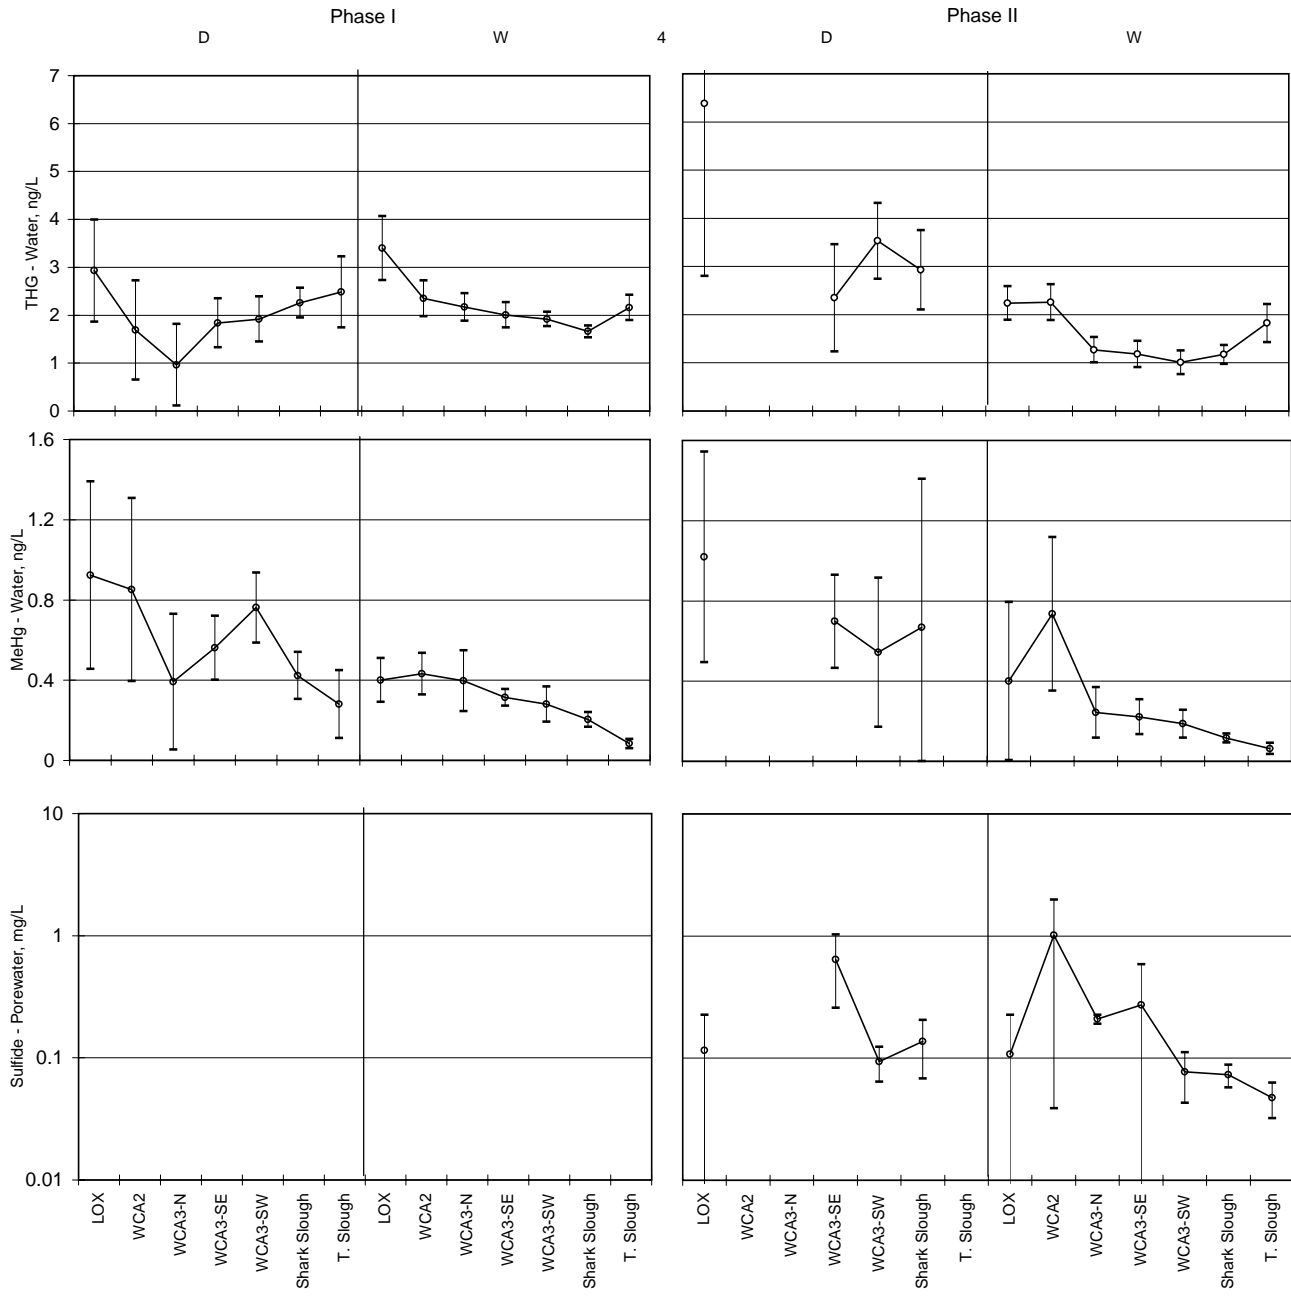 Phase I
Phase II
D
W
4
D
W
7
6
5
4
3
2
1
0
THG - Water, ng/L
1.6
1.2
0.8
0.4
0
MeHg - Water, ng/L
10
1
0.1
0.01
Sulfide - Porewater, mg/L
LOX
WCA2
WCA3-N
WCA3-SE
WCA3-SW
Shark Slough
T. Slough
LOX
WCA2
WCA3-N
WCA3-SE
WCA3-SW
Shark Slough
T. Slough
LOX
WCA2
WCA3-N
WCA3-SE
WCA3-SW
Shark Slough
T. Slough
LOX
WCA2
WCA3-N
WCA3-SE
WCA3-SW
Shark Slough
T. Slough